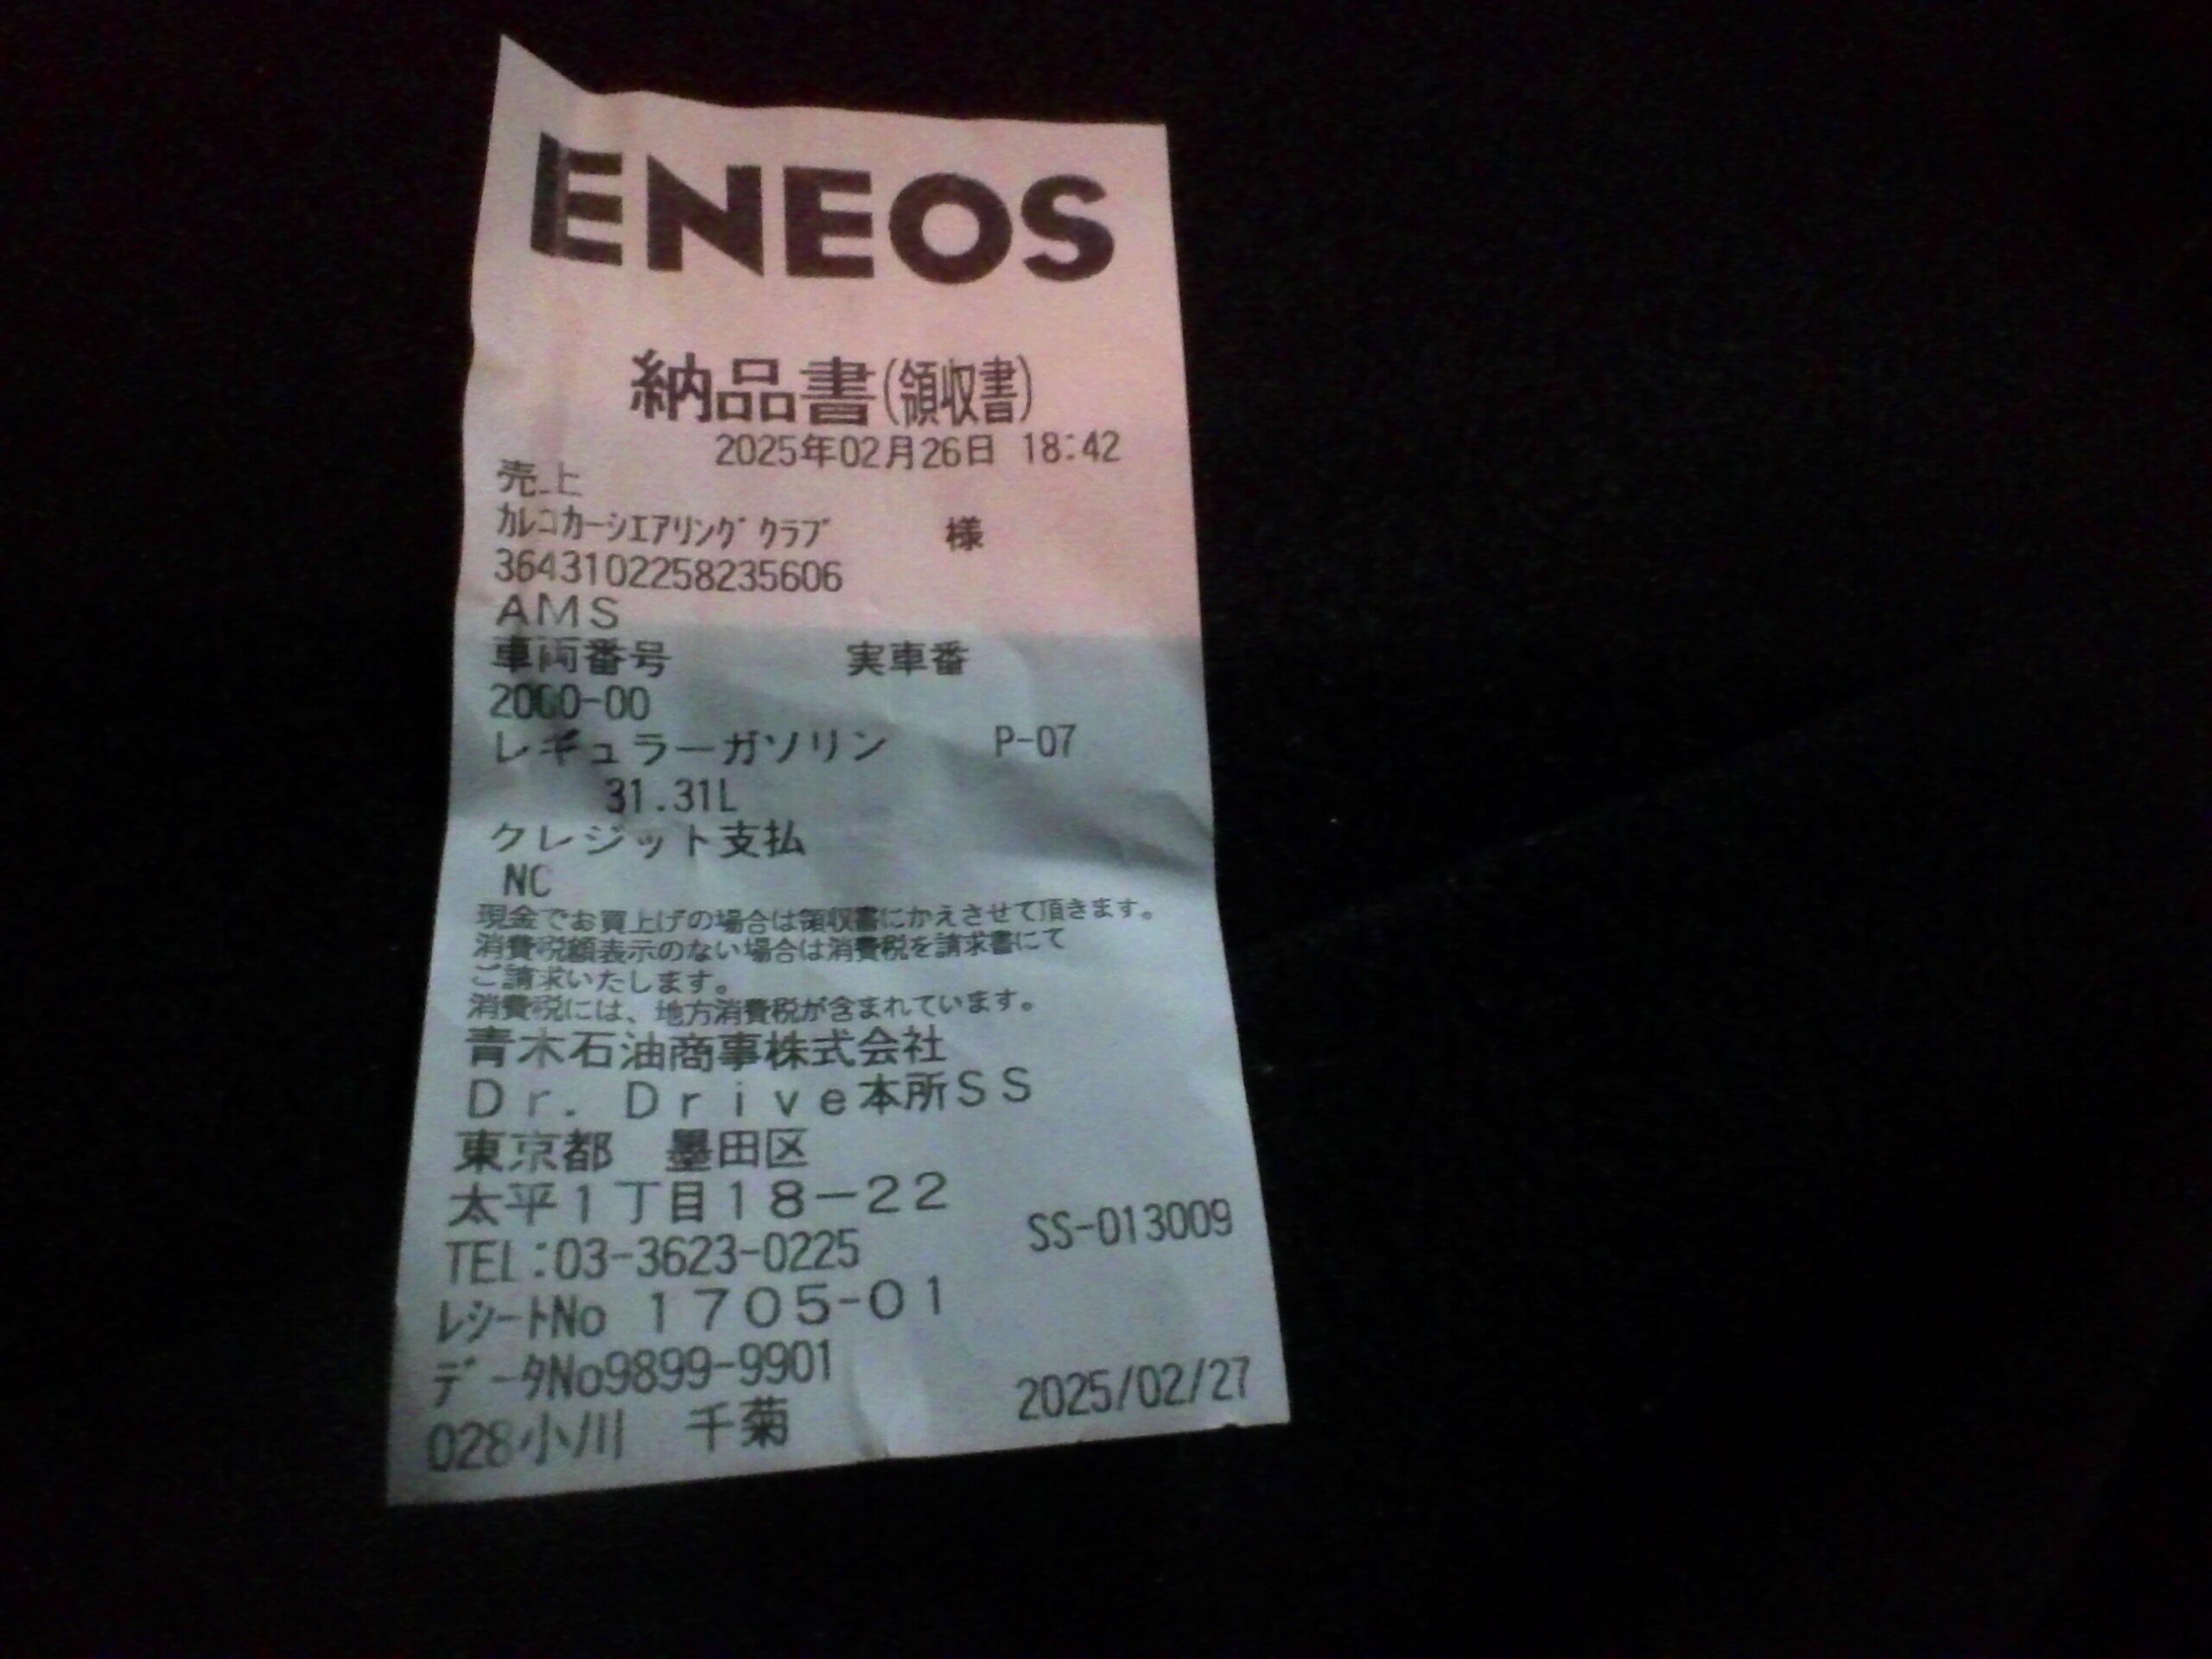 ENEOS
納品書(領収書)
2025年02月26日 18:42
売上
ｶﾚｺｶｰｼｪｱﾘﾝｸﾞｸﾗﾌﾞ 様
3643102258235606
AMS
車両番号 実車番
2000-00
レギュラーガソリン P-07
31.31L
クレジット支払
NC
現金でお買上げの場合は領収書にかえさせて頂きます。
消費税額表示のない場合は消費税を請求書にて
ご請求いたします。
消費税には、地方消費税が含まれています。
青木石油商事株式会社
Dr. Drive本所SS
東京都 墨田区
太平1丁目18－22
TEL:03-3623-0225 SS-013009
ﾚｼｰﾄNo 1705-01
ﾃﾞｰﾀNo9899-9901
028小川 千菊 2025/02/27